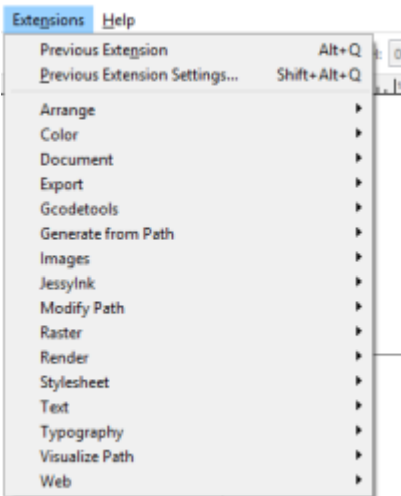 Extensions Help
Previous Extension Alt+Q
Previous Extension Settings... Shift+Alt+Q
Arrange
Color
Document
Export
Gcodetools
Generate from Path
Images
JessyInk
Modify Path
Raster
Render
Stylesheet
Text
Typography
Visualize Path
Web